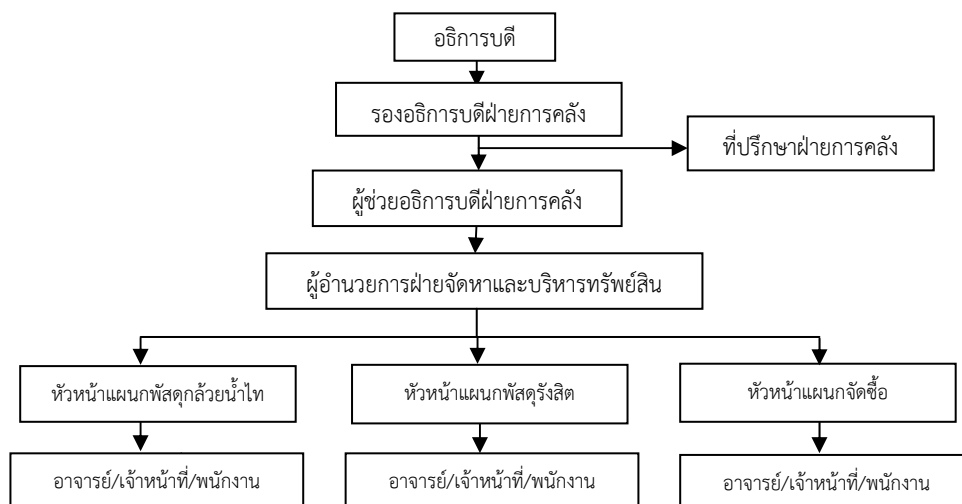 อธิการบดี
รองอธิการบดีฝ่ายการคลัง
ที่ปรึกษาฝ่ายการคลัง
ผู้ช่วยอธิการบดีฝ่ายการคลัง
ผู้อำนวยการฝ่ายจัดหาและบริหารทรัพย์สิน
หัวหน้าแผนกพัสดุกล้วยน้ำไท
หัวหน้าแผนกพัสดุรังสิต
หัวหน้าแผนกจัดซื้อ
อาจารย์/เจ้าหน้าที่/พนักงาน
อาจารย์/เจ้าหน้าที่/พนักงาน
อาจารย์/เจ้าหน้าที่/พนักงาน